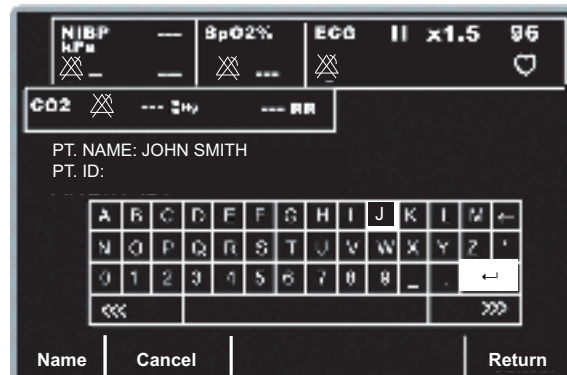 NIBP --- SpO2% ECG II x1.5 96
kPa
– --- ---
CO2 --- --- RR
PT. NAME: JOHN SMITH
PT. ID:
A B C D E F G H I J K L M ←
N O P Q R S T U V W X Y Z '
0 1 2 3 4 5 6 7 8 9 _ . ↵
<<< >>>
Name Cancel Return